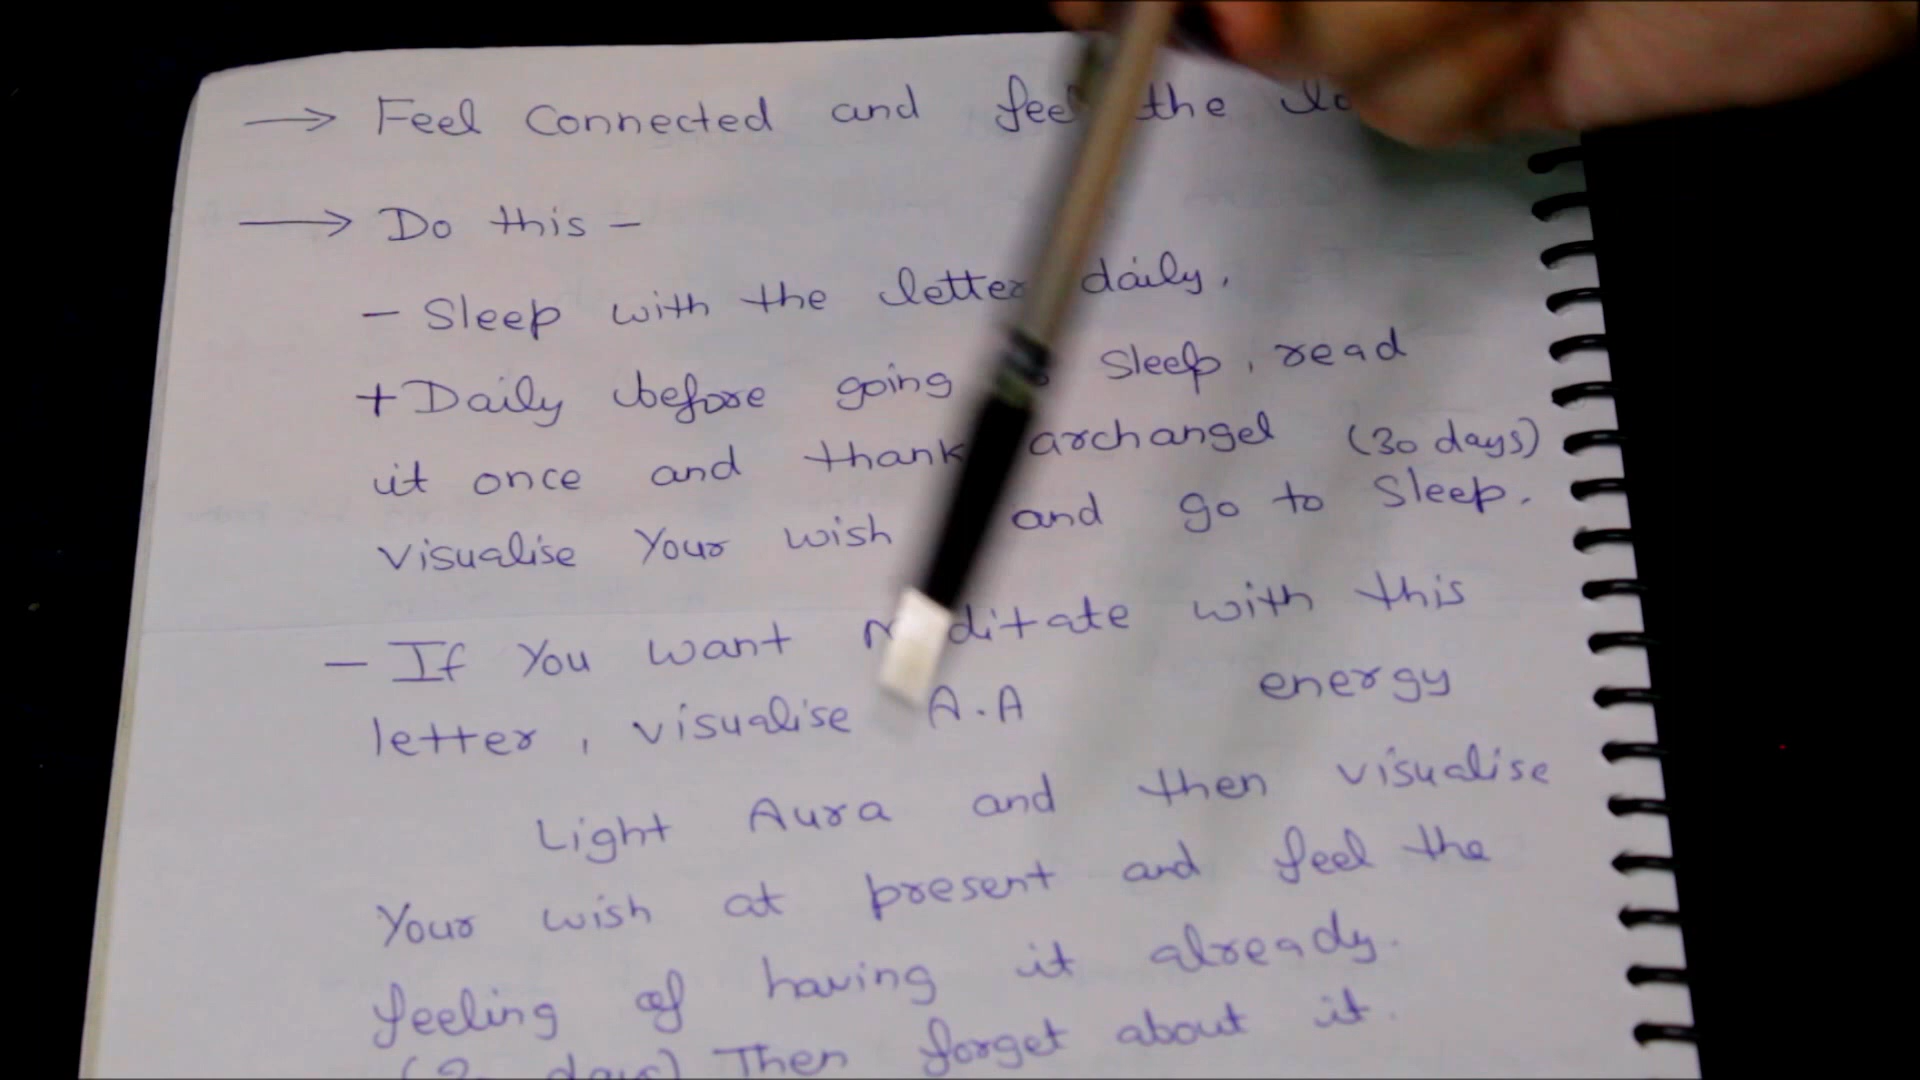 → Feel Connected and feel the
→ Do this -
- Sleep with the letter daily.
+ Daily before going Sleep, read
it once and thank archangel (30 days)
visualise Your wish and go to Sleep.
- If You want meditate with this
letter, visualise A.A energy
Light Aura and then visualise
Your wish at present and feel the
feeling of having it already.
days) Then forget about it.